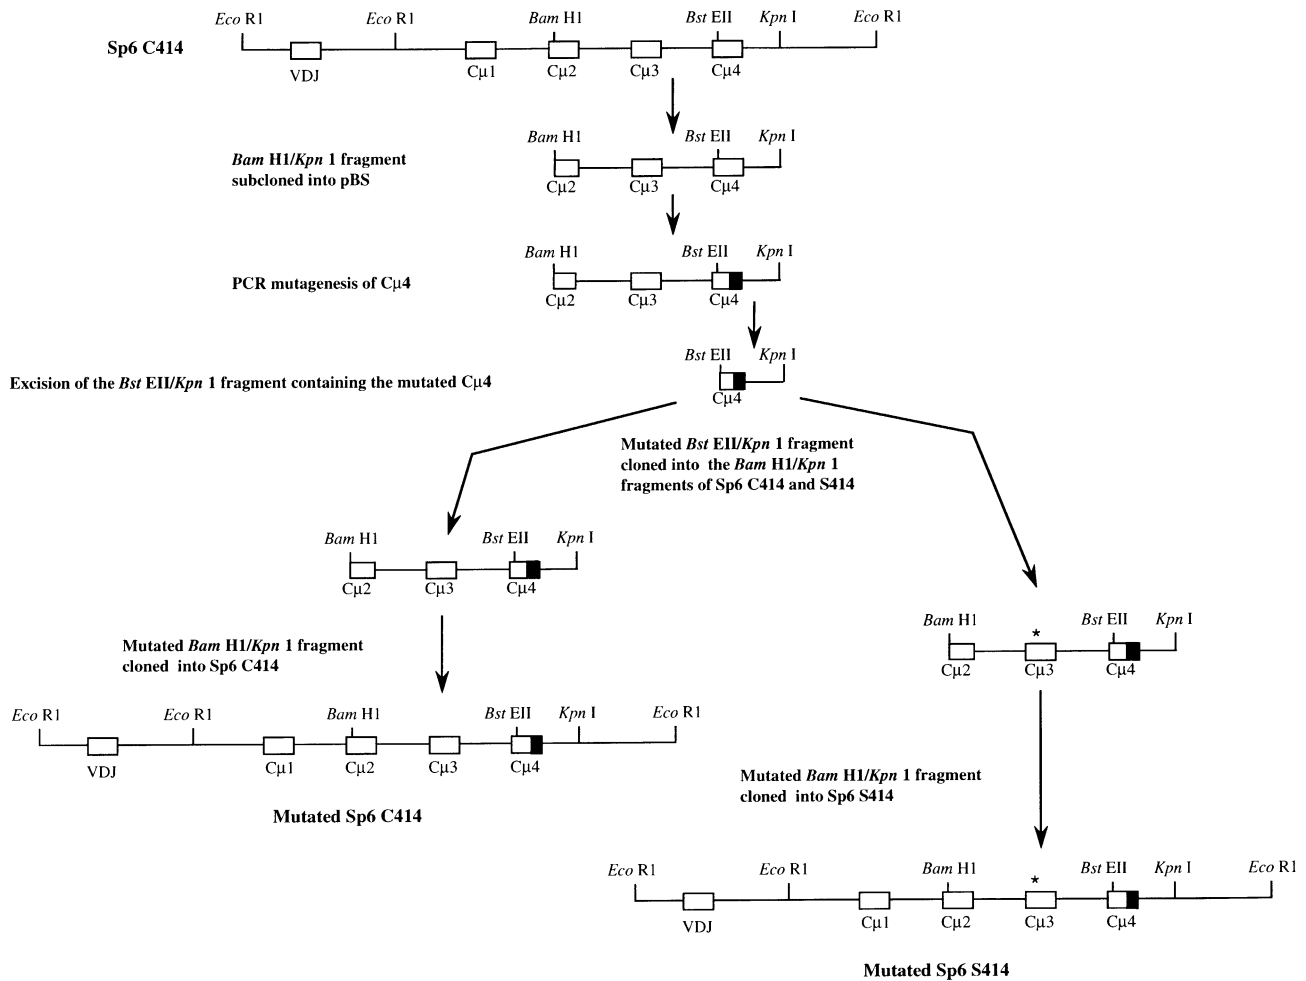 Eco R1 Eco R1 Bam H1 Bst EII Kpn I Eco R1
Sp6 C414
VDJ Cμ1 Cμ2 Cμ3 Cμ4
Bam H1 Bst EII Kpn I
Bam H1/Kpn 1 fragment
subcloned into pBS
Cμ2 Cμ3 Cμ4
Bam H1 Bst EII Kpn I
PCR mutagenesis of Cμ4
Cμ2 Cμ3 Cμ4
Bst EII Kpn I
Excision of the Bst EII/Kpn 1 fragment containing the mutated Cμ4
Cμ4
Mutated Bst EII/Kpn 1 fragment
cloned into the Bam H1/Kpn 1
fragments of Sp6 C414 and S414
Bam H1 Bst EII Kpn I
Cμ2 Cμ3 Cμ4
Mutated Bam H1/Kpn 1 fragment
cloned into Sp6 C414
Eco R1 Eco R1 Bam H1 Bst EII Kpn I Eco R1
VDJ Cμ1 Cμ2 Cμ3 Cμ4
Mutated Sp6 C414
Bam H1 Bst EII Kpn I
*
Cμ2 Cμ3 Cμ4
Mutated Bam H1/Kpn 1 fragment
cloned into Sp6 S414
Eco R1 Eco R1 Bam H1 Bst EII Kpn I Eco R1
*
VDJ Cμ1 Cμ2 Cμ3 Cμ4
Mutated Sp6 S414